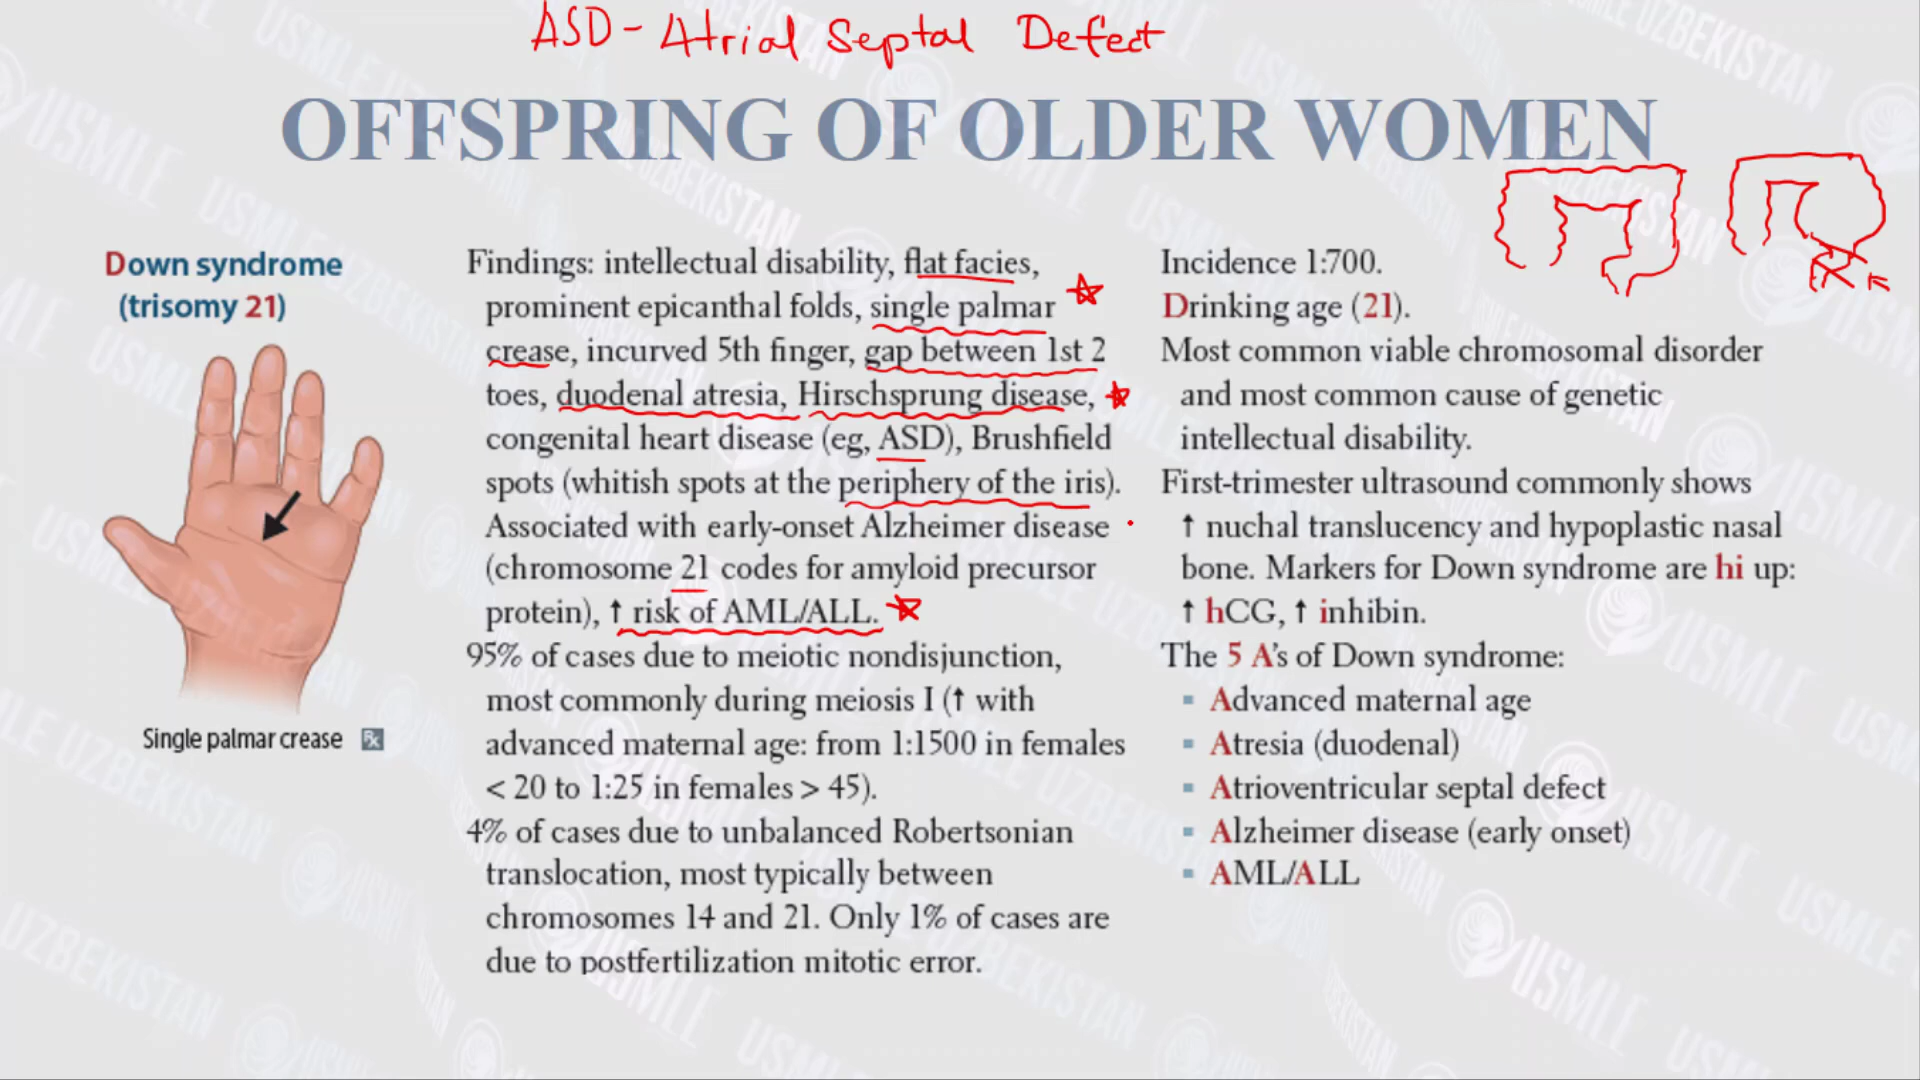 ASD - Atrial Septal Defect
OFFSPRING OF OLDER WOMEN
Down syndrome
(trisomy 21)
Single palmar crease Rx
Findings: intellectual disability, flat facies,
prominent epicanthal folds, single palmar
crease, incurved 5th finger, gap between 1st 2
toes, duodenal atresia, Hirschsprung disease,
congenital heart disease (eg, ASD), Brushfield
spots (whitish spots at the periphery of the iris).
Associated with early-onset Alzheimer disease
(chromosome 21 codes for amyloid precursor
protein), ↑ risk of AML/ALL.
95% of cases due to meiotic nondisjunction,
most commonly during meiosis I (↑ with
advanced maternal age: from 1:1500 in females
< 20 to 1:25 in females > 45).
4% of cases due to unbalanced Robertsonian
translocation, most typically between
chromosomes 14 and 21. Only 1% of cases are
due to postfertilization mitotic error.
Incidence 1:700.
Drinking age (21).
Most common viable chromosomal disorder
and most common cause of genetic
intellectual disability.
First-trimester ultrasound commonly shows
↑ nuchal translucency and hypoplastic nasal
bone. Markers for Down syndrome are hi up:
↑ hCG, ↑ inhibin.
The 5 A's of Down syndrome:
▪ Advanced maternal age
▪ Atresia (duodenal)
▪ Atrioventricular septal defect
▪ Alzheimer disease (early onset)
▪ AML/ALL
USMLE UZBEKISTAN